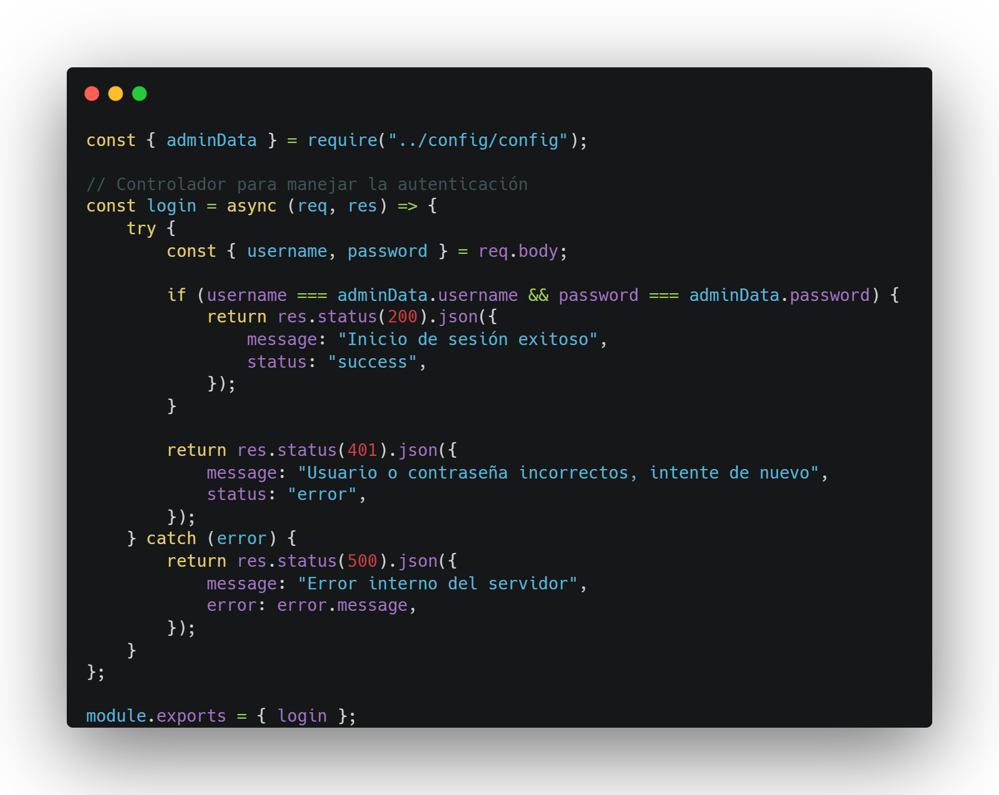 const { adminData } = require("../config/config");

// Controlador para manejar la autenticación
const login = async (req, res) => {
    try {
        const { username, password } = req.body;

        if (username === adminData.username && password === adminData.password) {
            return res.status(200).json({
                message: "Inicio de sesión exitoso",
                status: "success",
            });
        }

        return res.status(401).json({
            message: "Usuario o contraseña incorrectos, intente de nuevo",
            status: "error",
        });
    } catch (error) {
        return res.status(500).json({
            message: "Error interno del servidor",
            error: error.message,
        });
    }
};

module.exports = { login };